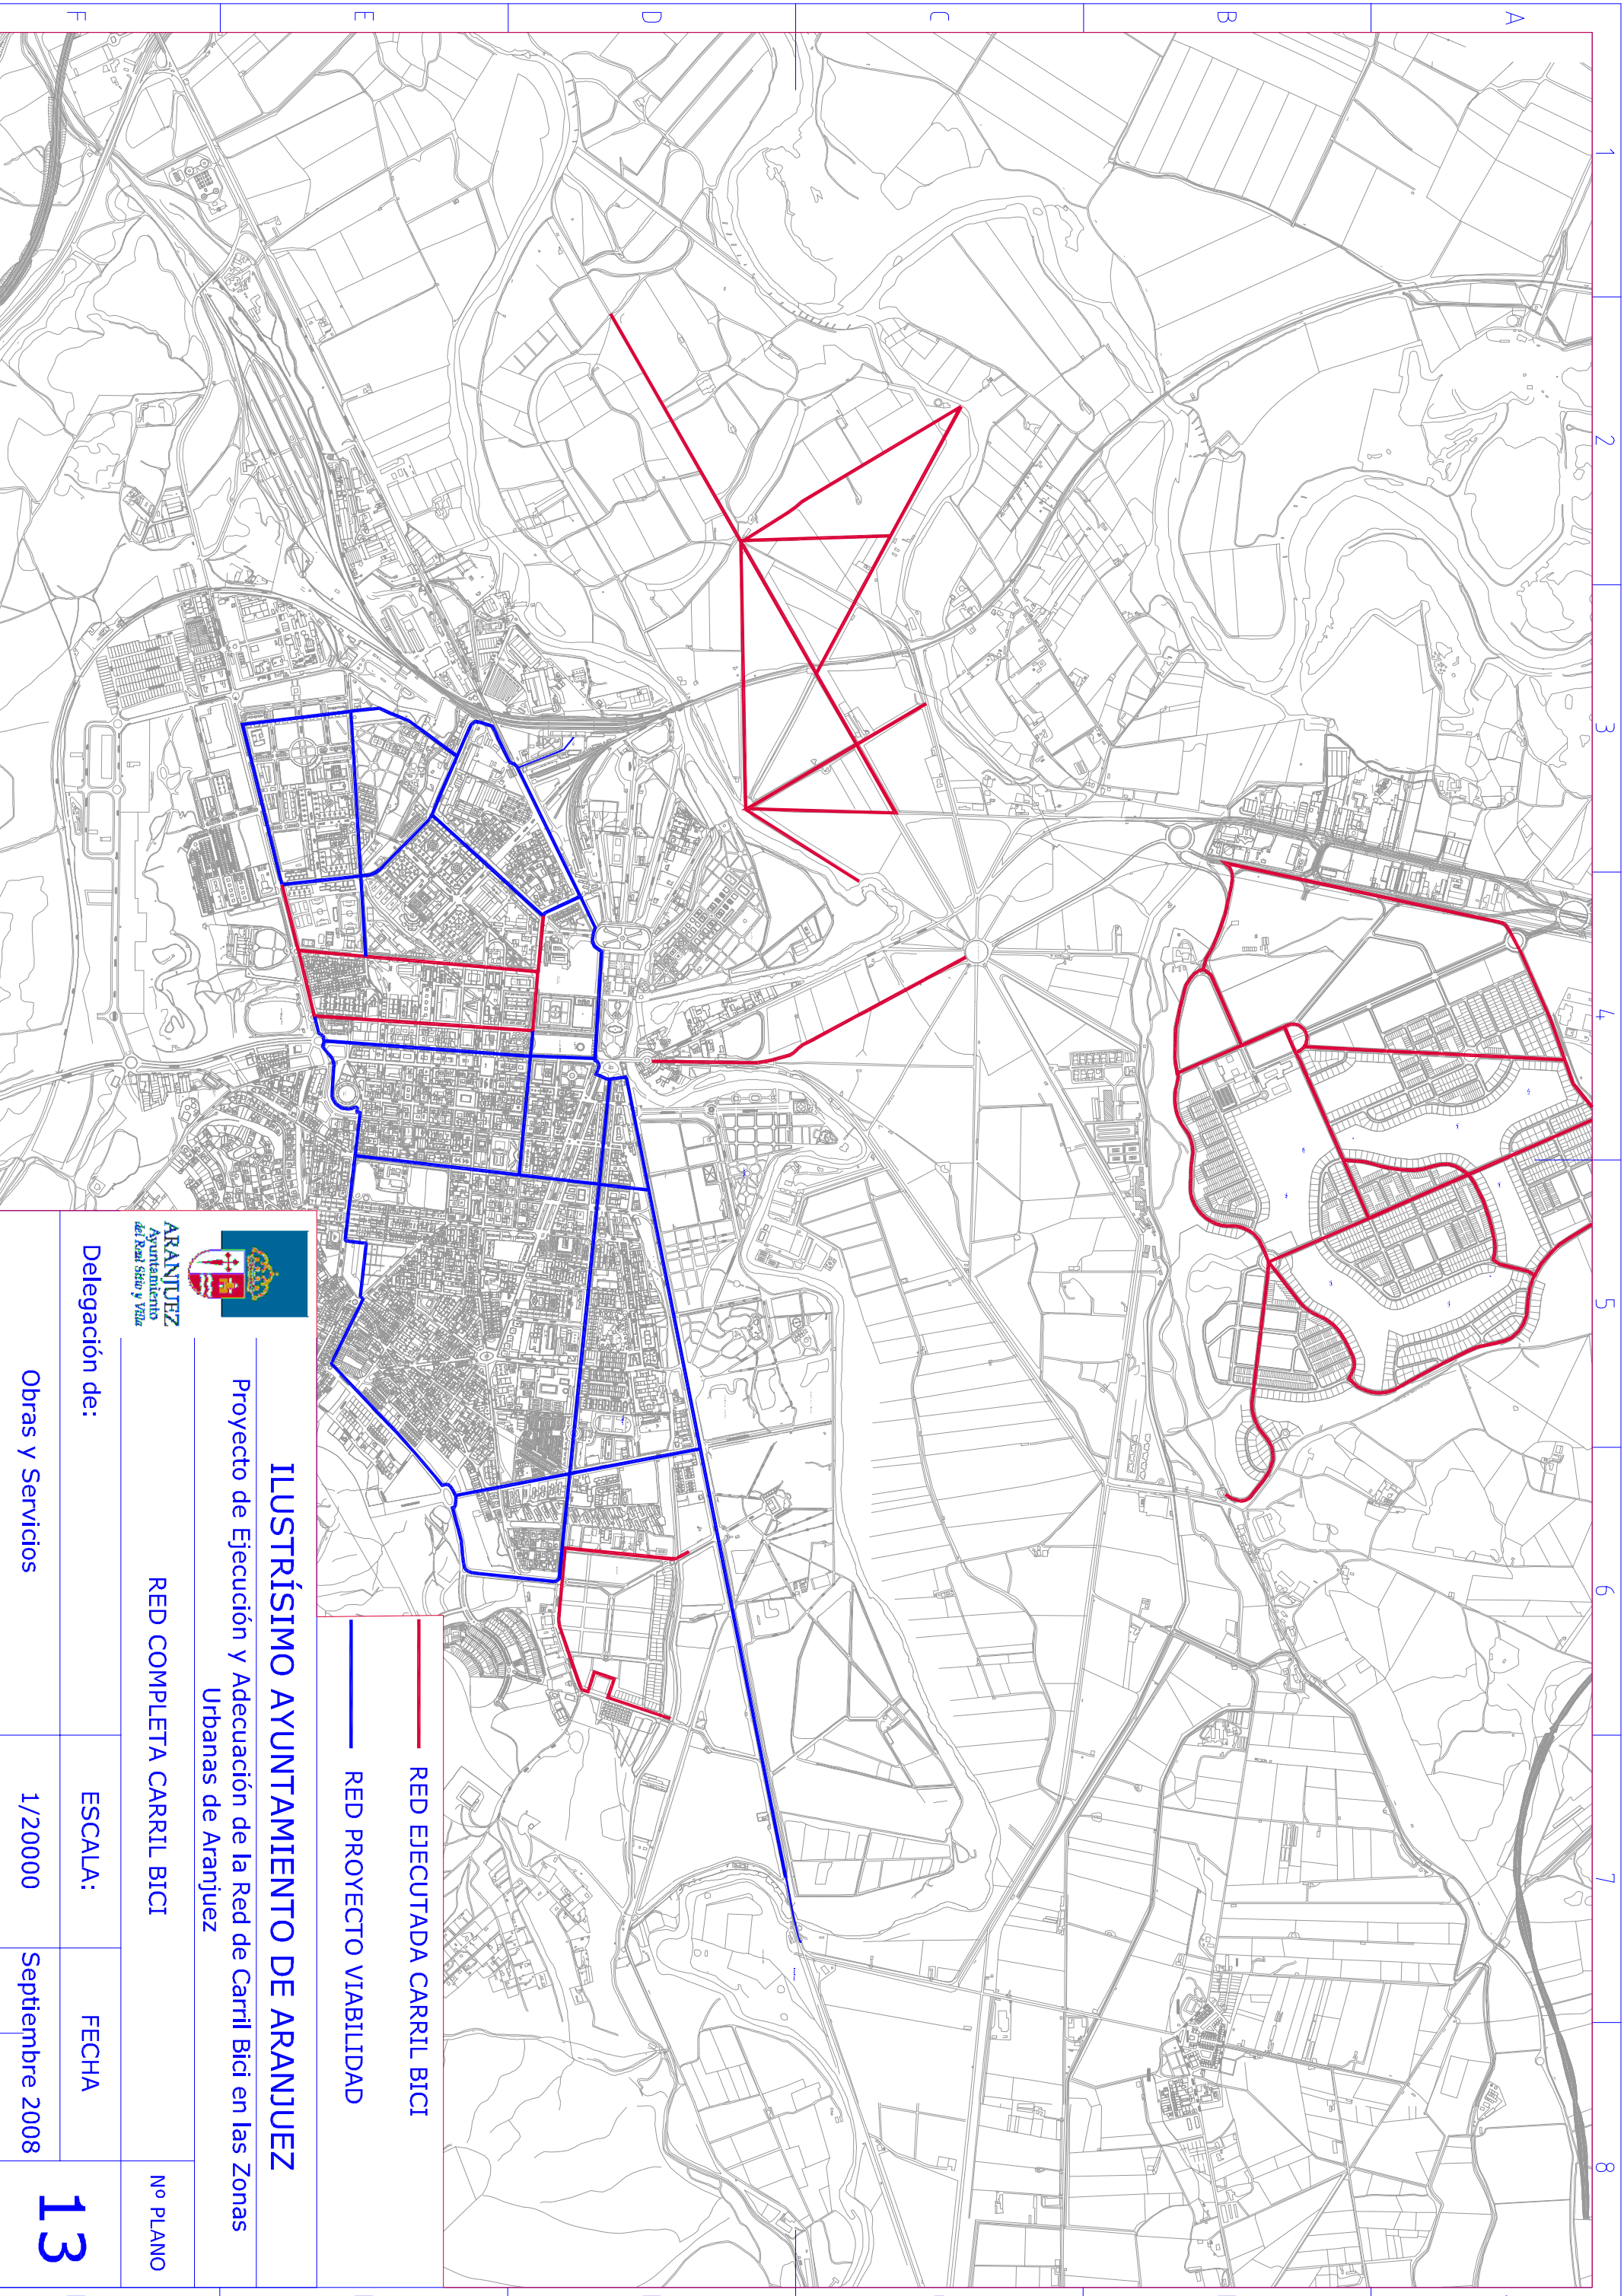 A
B
C
D
E
F
1
2
3
4
5
6
7
8
RED EJECUTADA CARRIL BICI
RED PROYECTO VIABILIDAD
ILUSTRÍSIMO AYUNTAMIENTO DE ARANJUEZ
Proyecto de Ejecución y Adecuación de la Red de Carril Bici en las Zonas
Urbanas de Aranjuez
ARANJUEZ
Ayuntamiento
del Real Sitio y Villa
RED COMPLETA CARRIL BICI
Nº PLANO
13
Delegación de:
Obras y Servicios
ESCALA:
1/20000
FECHA
Septiembre 2008